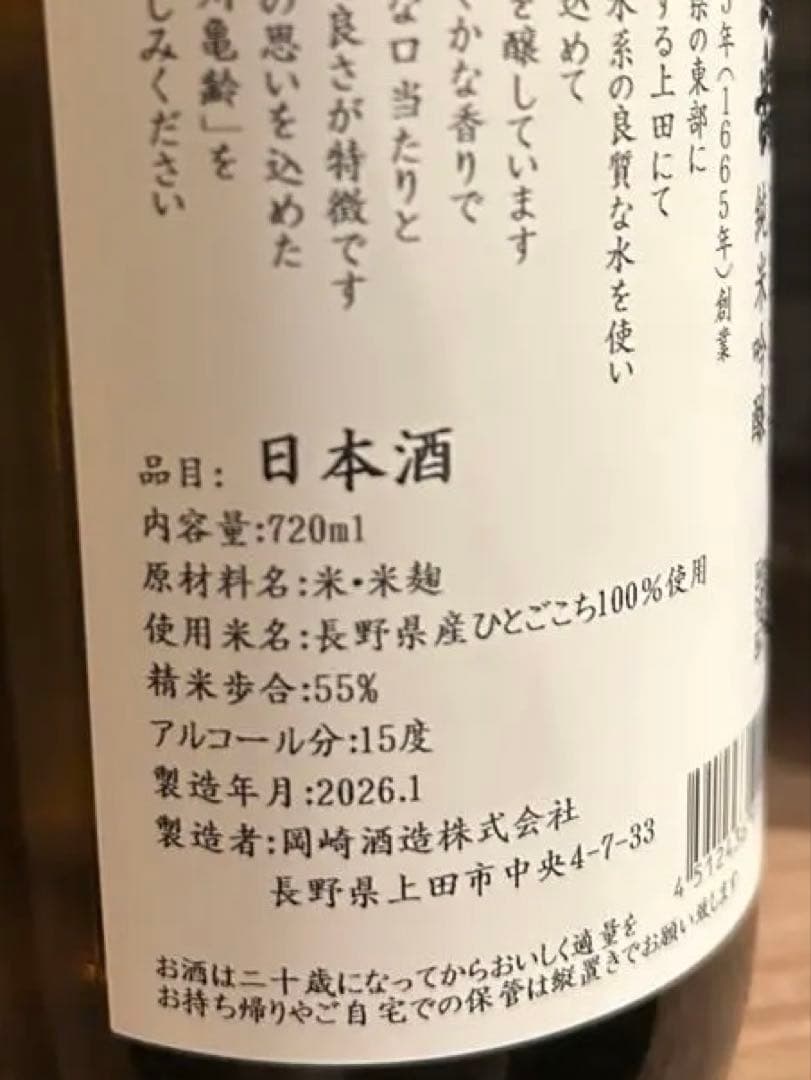 純米吟醸
5年（1665年）創業
県の東部に
する上田にて
水系の良質な水を使い
込めて
を醸しています
やかな香りで
な口当たりと
良さが特徴です
の思いを込めた
亀齢」を
しみください
品目: 日本酒
内容量:720ml
原材料名:米・米麹
使用米名:長野県産ひとごこち100%使用
精米歩合:55%
アルコール分:15度
製造年月:2026.1
製造者:岡崎酒造株式会社
長野県上田市中央4-7-33
お酒は二十歳になってからおいしく適量を
お持ち帰りやご自宅での保管は縦置きでお願い致します